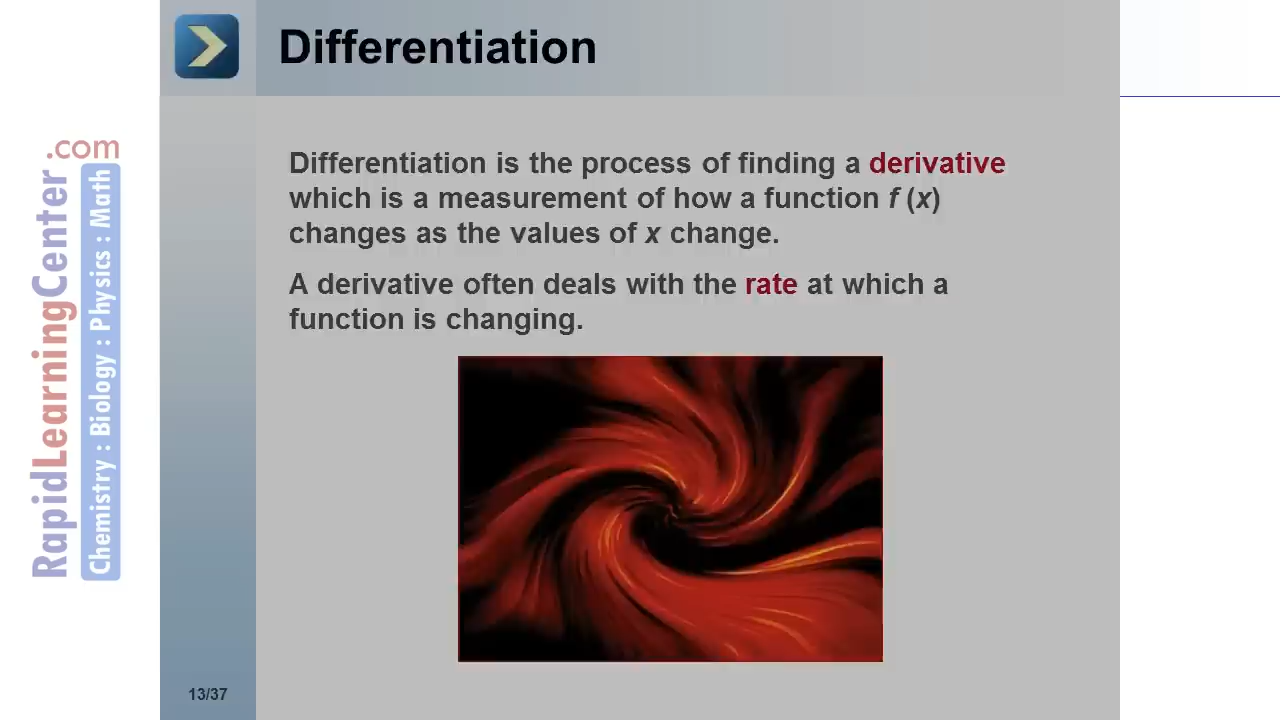 Differentiation
Differentiation is the process of finding a derivative
which is a measurement of how a function f (x)
changes as the values of x change.
A derivative often deals with the rate at which a
function is changing.
13/37
RapidLearningCenter.com
Chemistry : Biology : Physics : Math